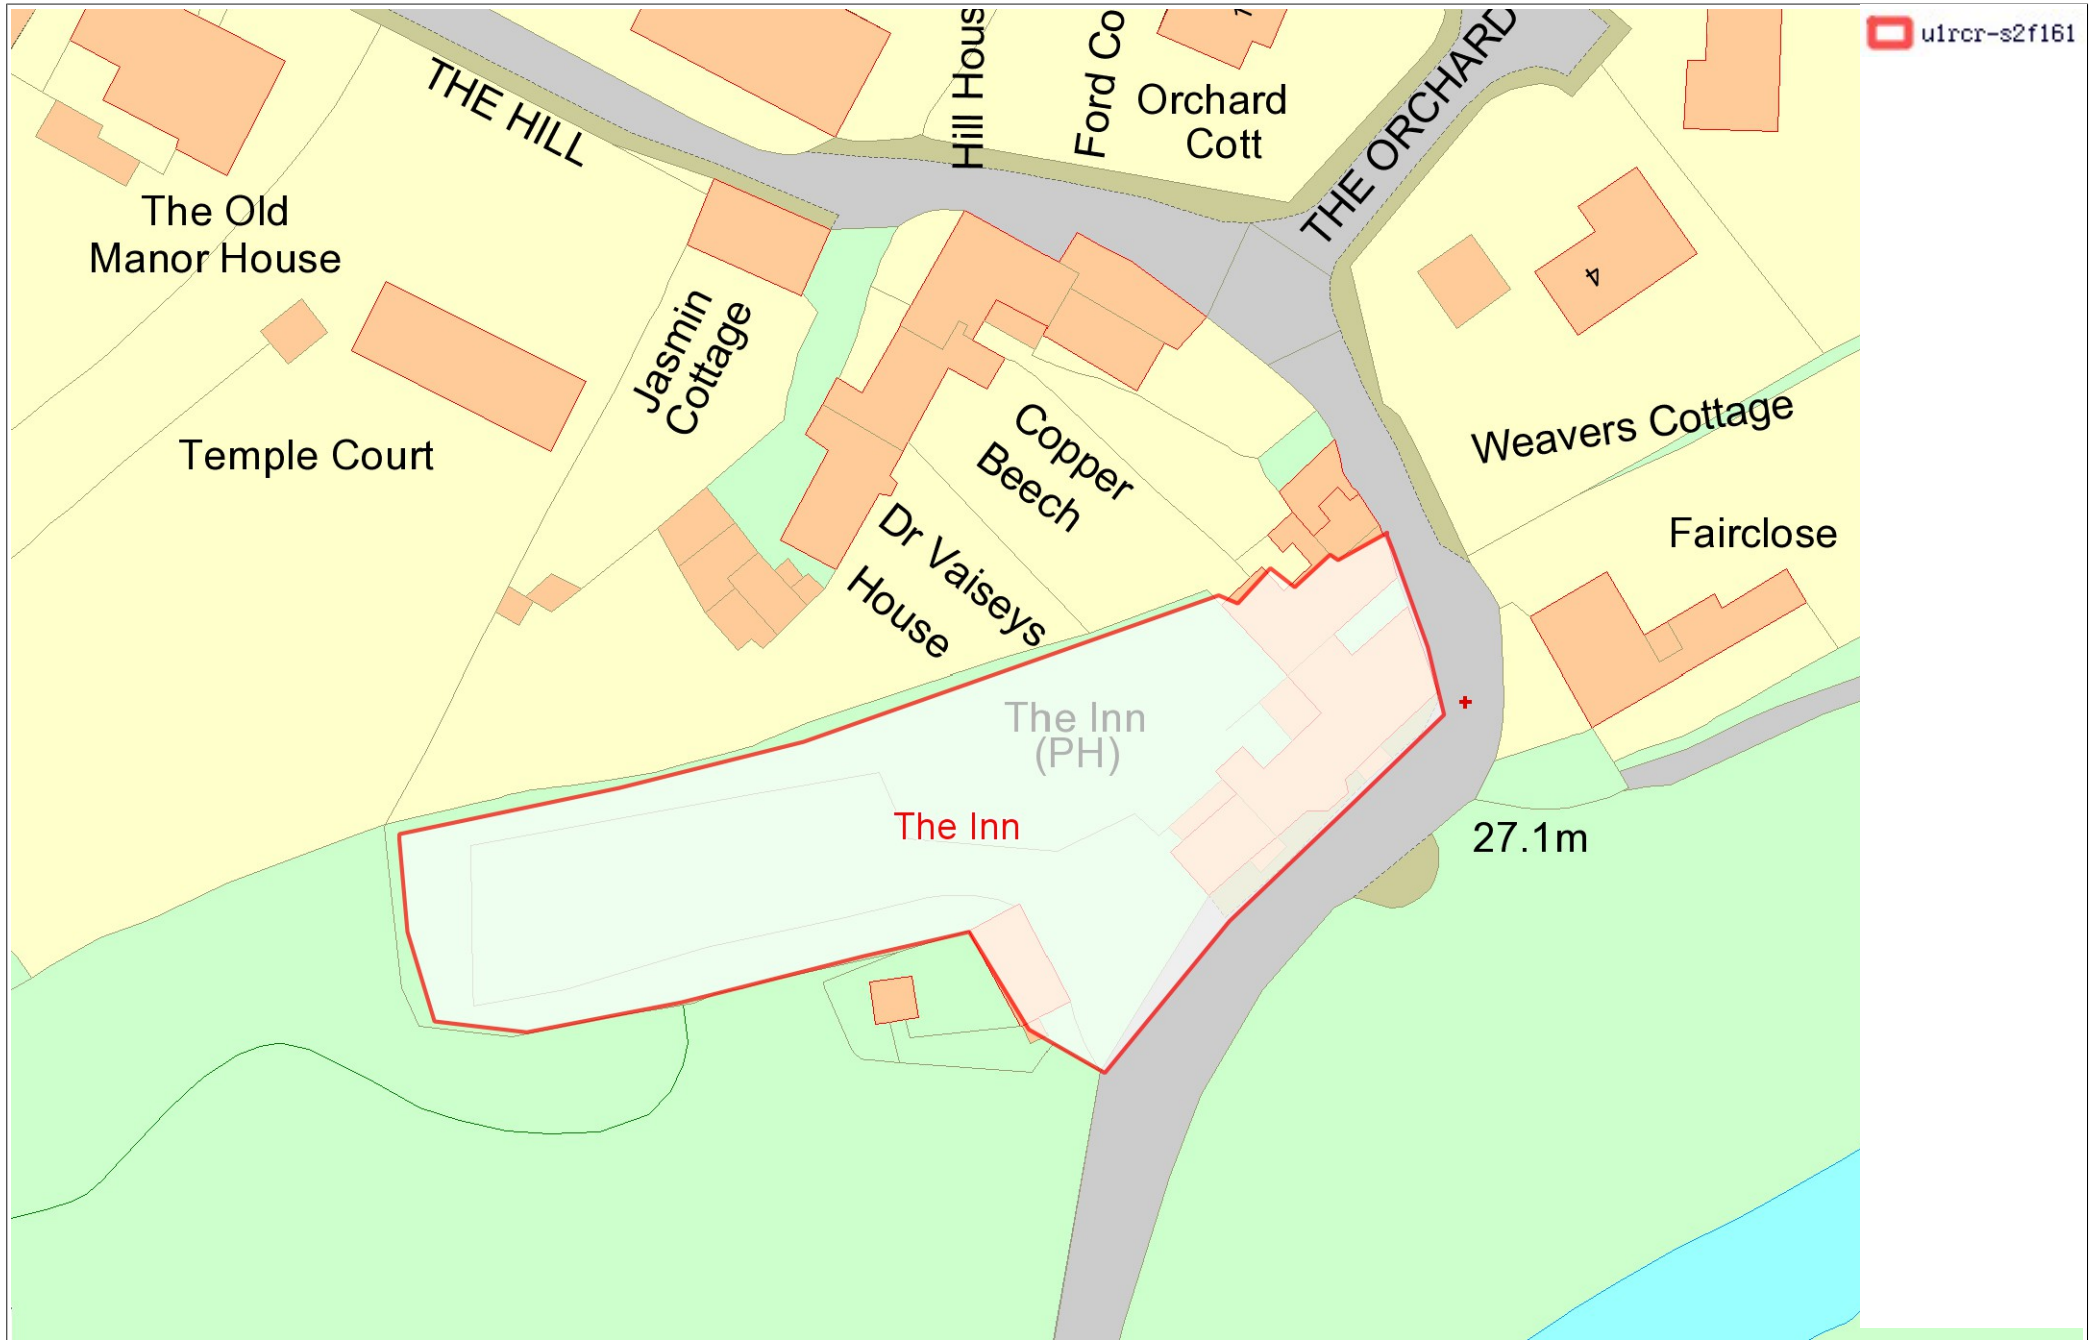 u1rcr-s2f161
THE HILL
Hill Hous
Ford Co
Orchard
Cott
THE ORCHARD
The Old
Manor House
4
Jasmin
Cottage
Temple Court
Copper
Beech
Weavers Cottage
Dr Vaiseys
House
Fairclose
The Inn
(PH)
The Inn
27.1m